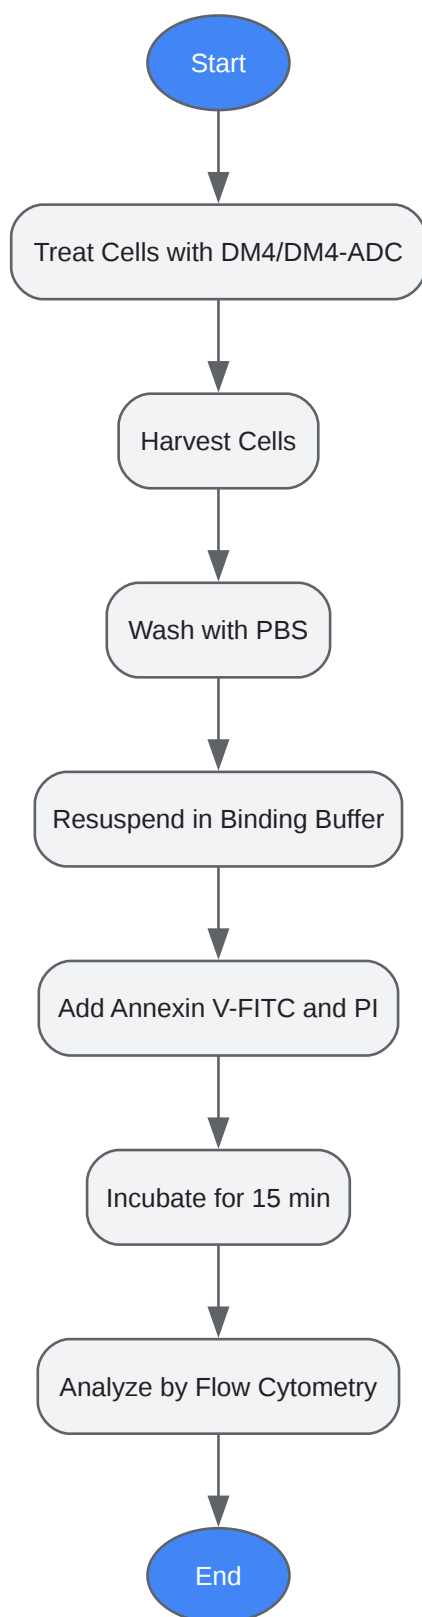 Start
Treat Cells with DM4/DM4-ADC
Harvest Cells
Wash with PBS
Resuspend in Binding Buffer
Add Annexin V-FITC and PI
Incubate for 15 min
Analyze by Flow Cytometry
End